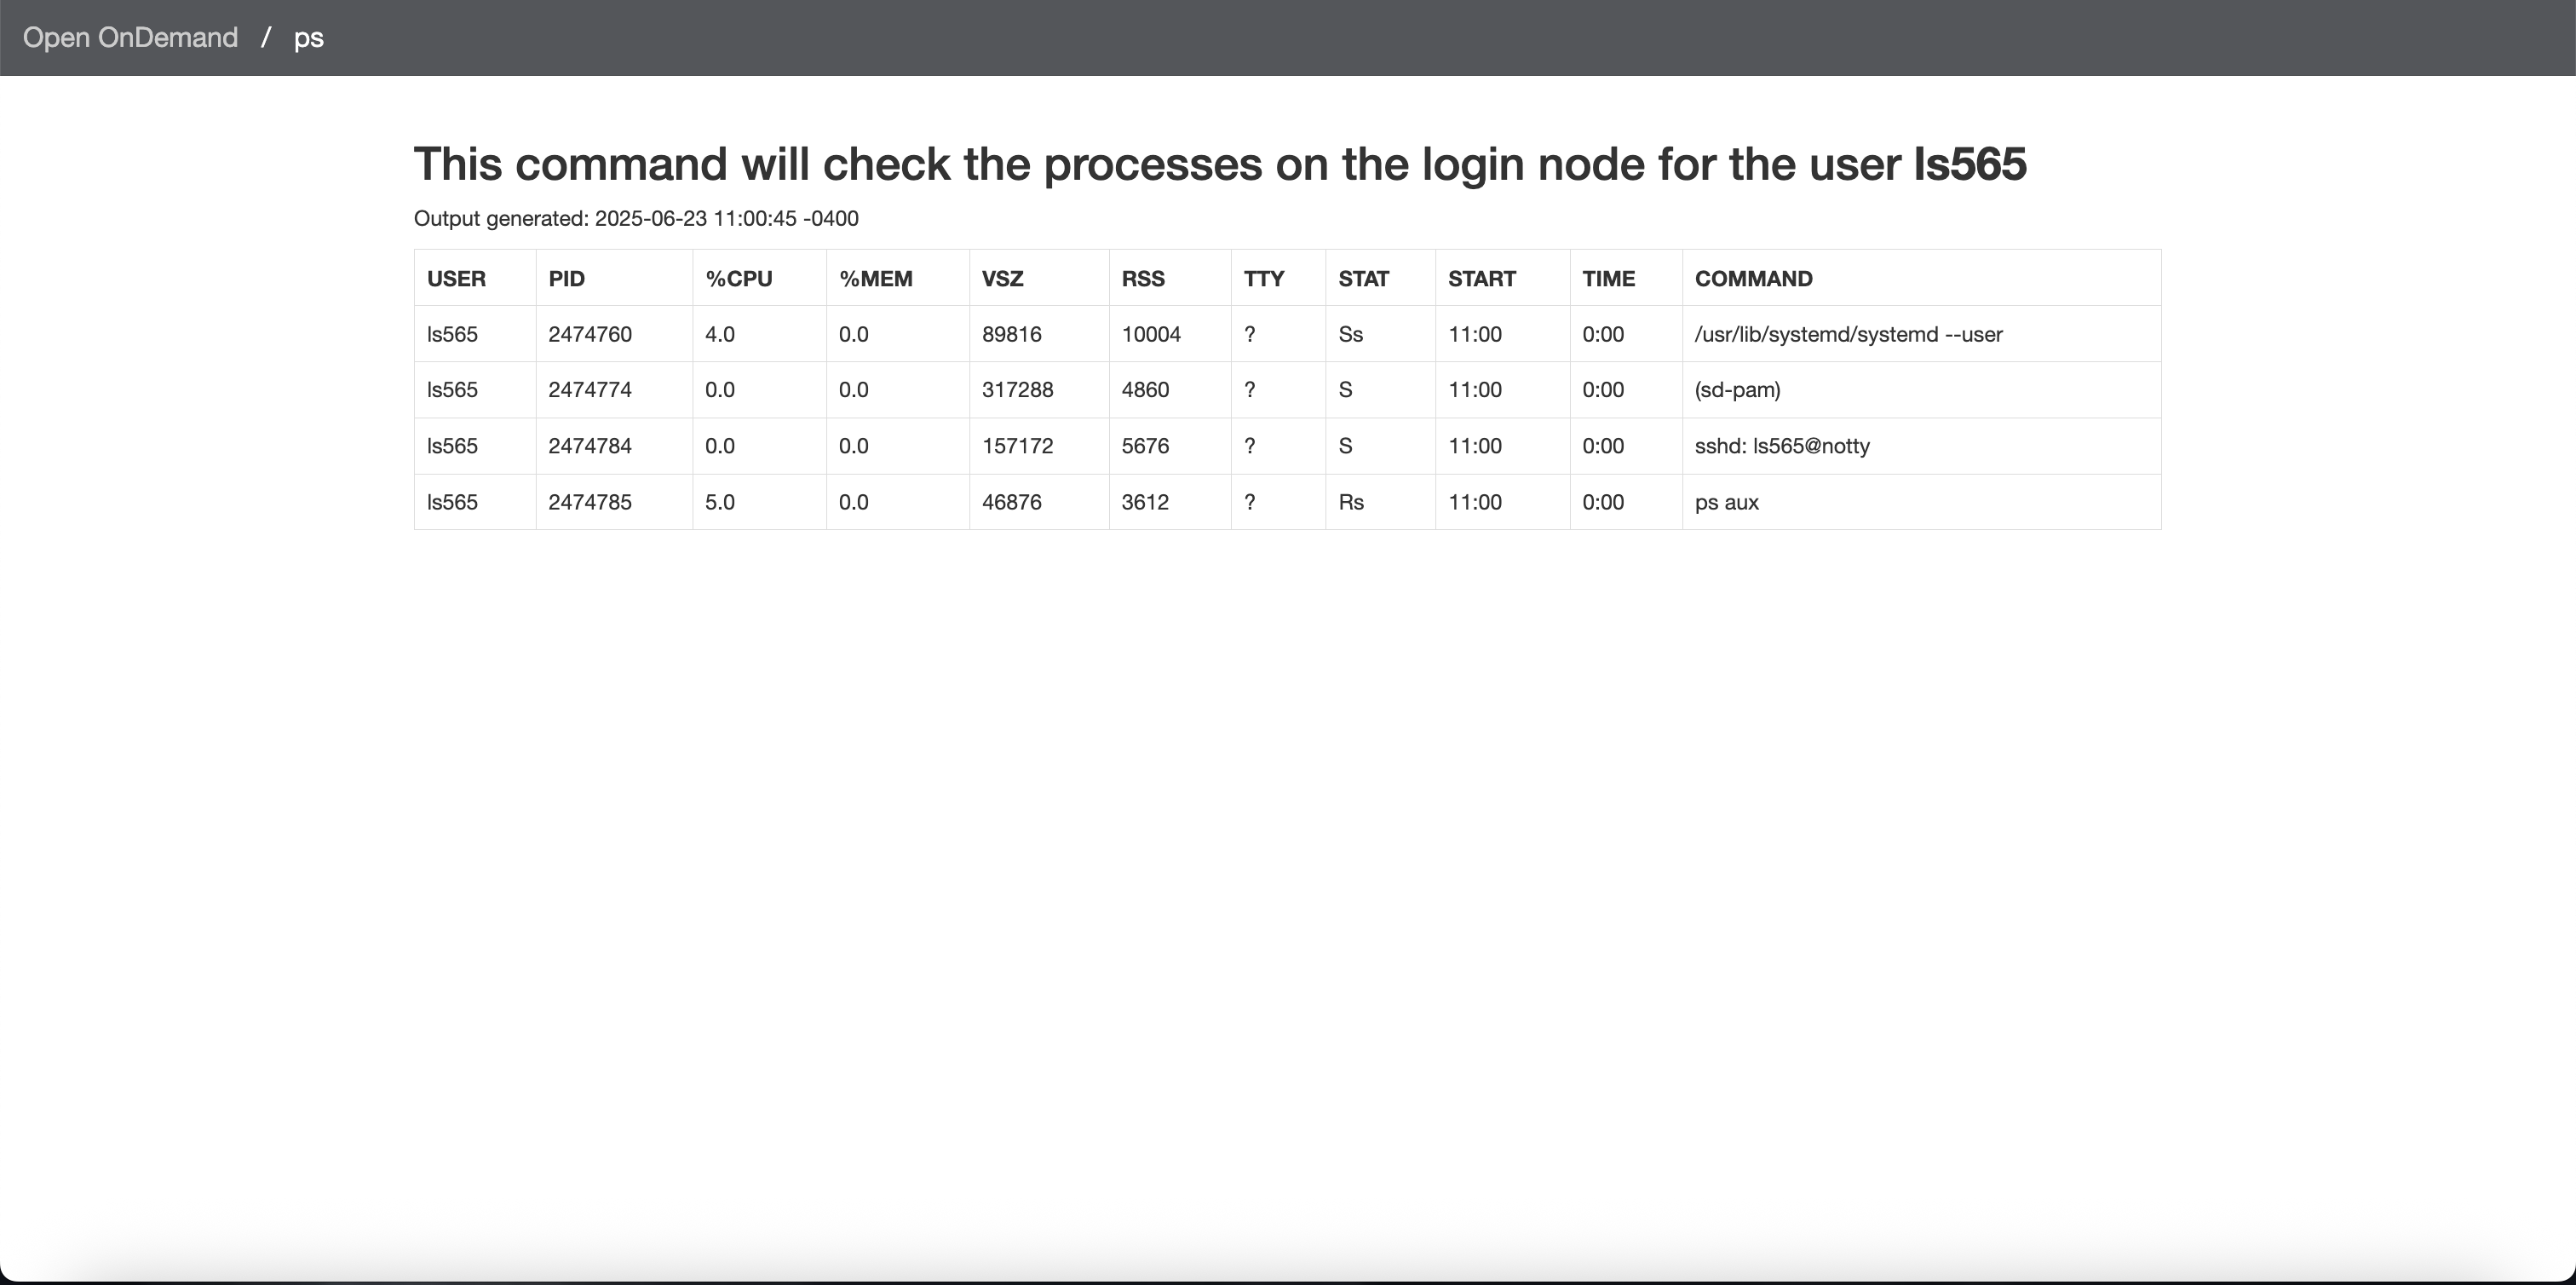 Open OnDemand / ps
This command will check the processes on the login node for the user ls565
Output generated: 2025-06-23 11:00:45 -0400
USER PID %CPU %MEM VSZ RSS TTY STAT START TIME COMMAND
ls565 2474760 4.0 0.0 89816 10004 ? Ss 11:00 0:00 /usr/lib/systemd/systemd --user
ls565 2474774 0.0 0.0 317288 4860 ? S 11:00 0:00 (sd-pam)
ls565 2474784 0.0 0.0 157172 5676 ? S 11:00 0:00 sshd: ls565@notty
ls565 2474785 5.0 0.0 46876 3612 ? Rs 11:00 0:00 ps aux